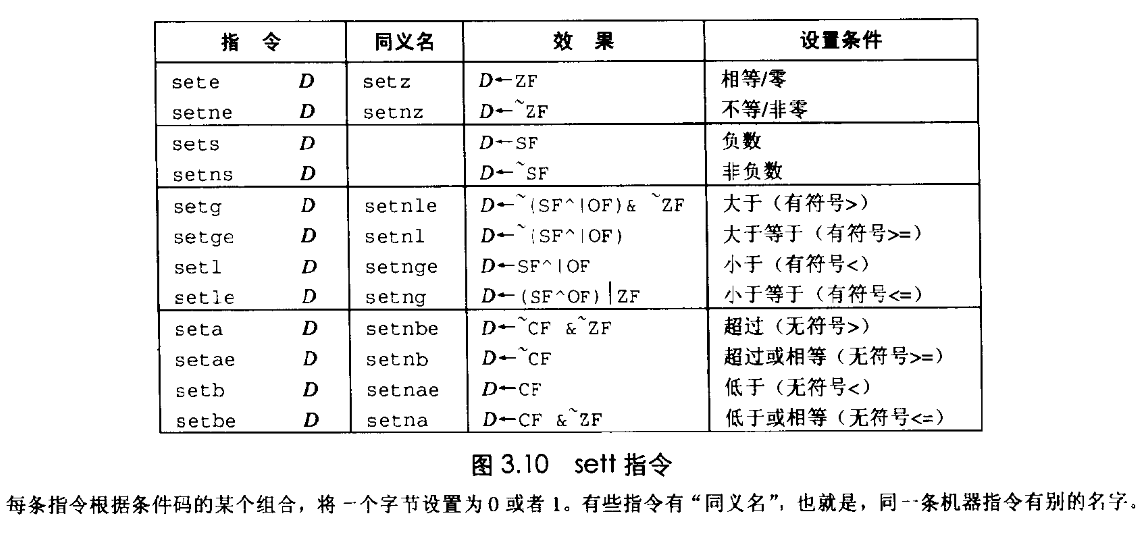 指 令 同义名 效 果 设置条件
sete D setz D←ZF 相等/零
setne D setnz D←~ZF 不等/非零
sets D D←SF 负数
setns D D←~SF 非负数
setg D setnle D←~(SF^|OF)& ~ZF 大于（有符号>）
setge D setnl D←~(SF^|OF) 大于等于（有符号>=）
setl D setnge D←SF^|OF 小于（有符号<）
setle D setng D←(SF^OF)|ZF 小于等于（有符号<=）
seta D setnbe D←~CF &~ZF 超过（无符号>）
setae D setnb D←~CF 超过或相等（无符号>=）
setb D setnae D←CF 低于（无符号<）
setbe D setna D←CF &~ZF 低于或相等（无符号<=）
图 3.10 sett 指令
每条指令根据条件码的某个组合，将一个字节设置为 0 或者 1。有些指令有“同义名”，也就是，同一条机器指令有别的名字。